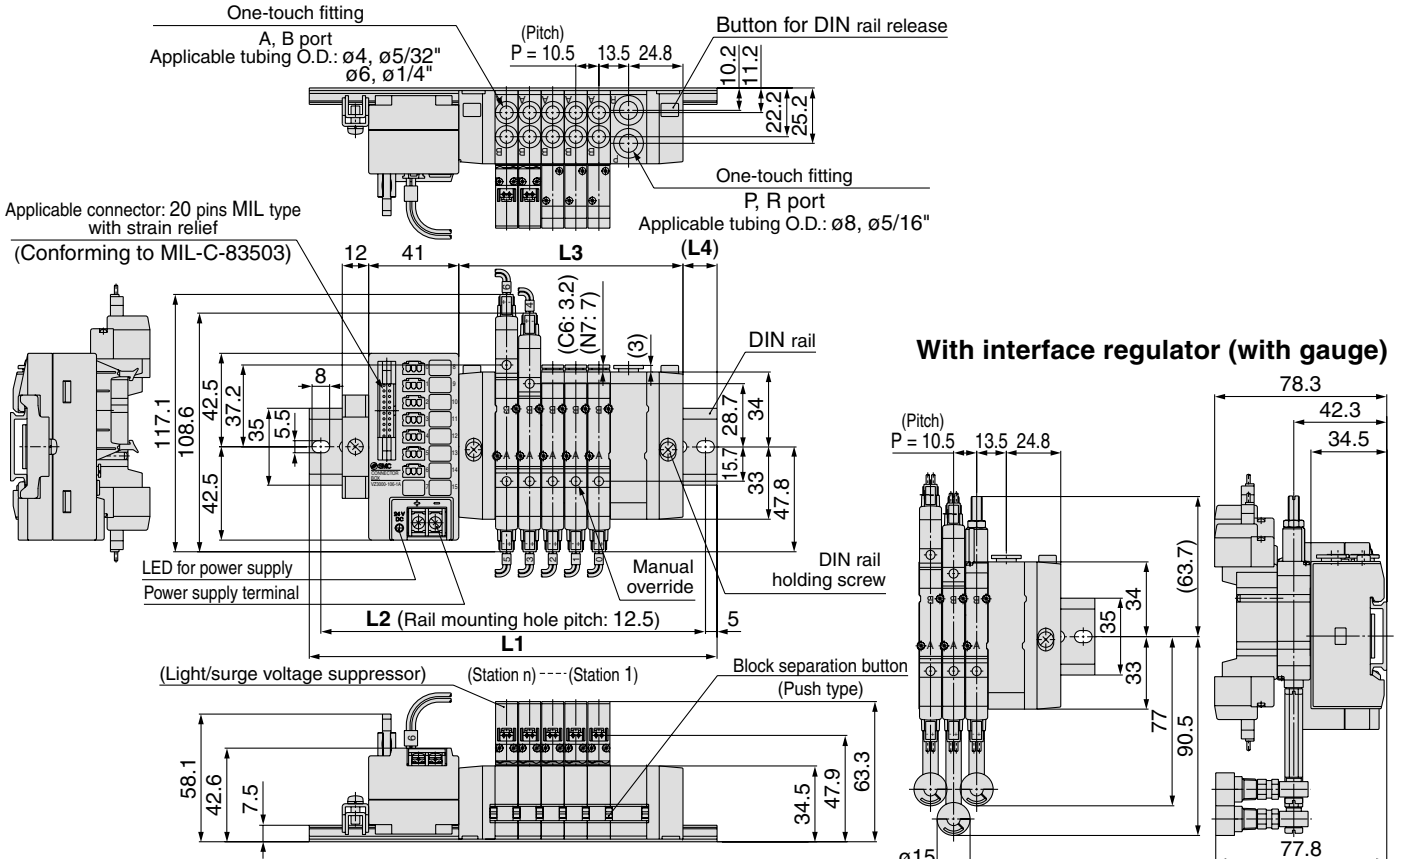 One-touch fitting
A, B port
Applicable tubing O.D.: ø4, ø5/32"
ø6, ø1/4"
(Pitch)
P = 10.5
13.5
24.8
Button for DIN rail release
10.2
11.2
22.2
25.2
One-touch fitting
P, R port
Applicable tubing O.D.: ø8, ø5/16"
Applicable connector: 20 pins MIL type
with strain relief
(Conforming to MIL-C-83503)
12
41
L3
(L4)
(C6: 3.2)
(N7: 7)
(3)
DIN rail
117.1
108.6
42.5
37.2
35
8
5.5
42.5
28.7
34
15.7
33
47.8
SMC
CONNECTOR
BOX
24 V
DC
LED for power supply
Power supply terminal
Manual
override
DIN rail
holding screw
L2 (Rail mounting hole pitch: 12.5)
5
L1
(Light/surge voltage suppressor)
(Station n) ---- (Station 1)
Block separation button
(Push type)
58.1
42.6
7.5
34.5
47.9
63.3
With interface regulator (with gauge)
78.3
42.3
34.5
(Pitch)
P = 10.5
13.5
24.8
(63.7)
34
35
33
77
90.5
ø15
77.8